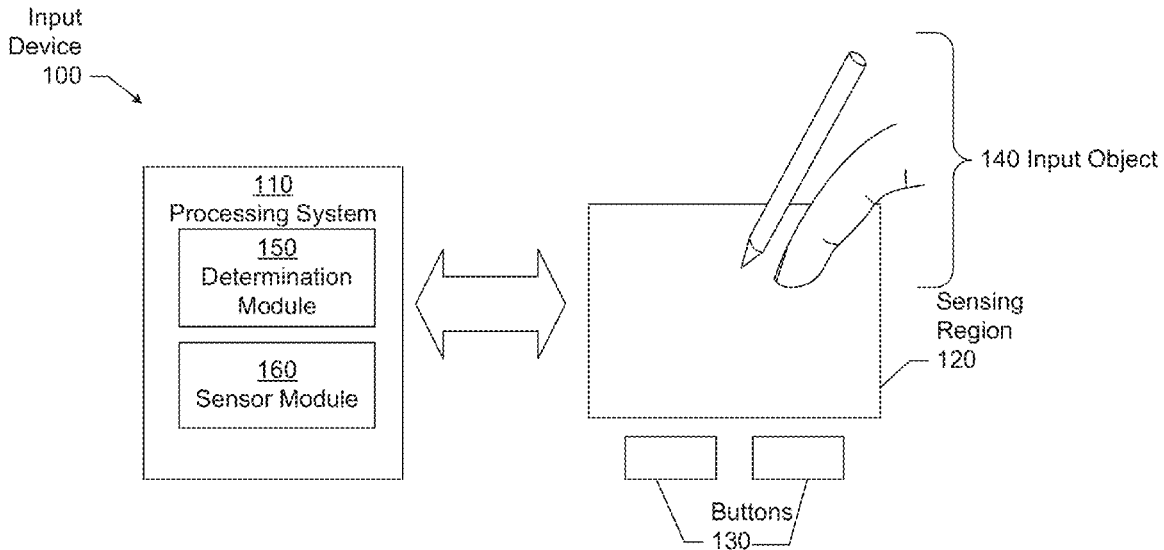 Input
Device
100
110
Processing System
150
Determination
Module
160
Sensor Module
140 Input Object
Sensing
Region
120
Buttons
130